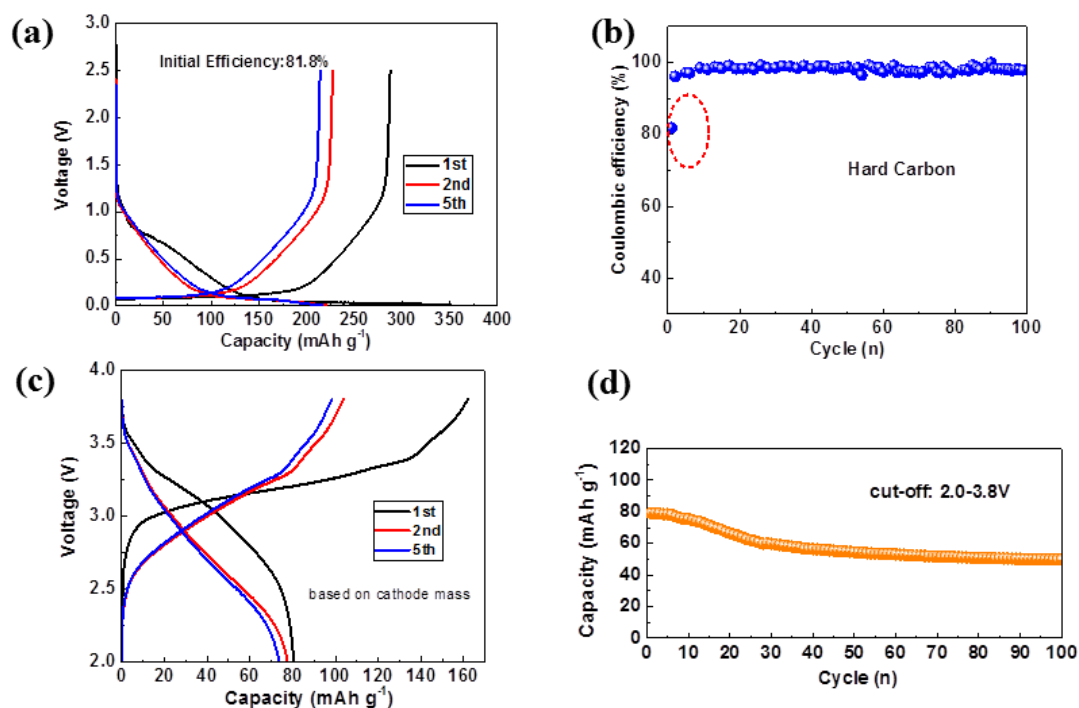 (a)
Voltage (V)
3.0
2.5
2.0
1.5
1.0
0.5
0.0
Initial Efficiency:81.8%
1st
2nd
5th
0 50 100 150 200 250 300 350 400
Capacity (mAh g⁻¹)
(b)
Coulombic efficiency (%)
100
80
60
40
Hard Carbon
0 20 40 60 80 100
Cycle (n)
(c)
Voltage (V)
4.0
3.5
3.0
2.5
2.0
1st
2nd
5th
based on cathode mass
0 20 40 60 80 100 120 140 160
Capacity (mAh g⁻¹)
(d)
Capacity (mAh g⁻¹)
120
100
80
60
40
20
0
cut-off: 2.0-3.8V
0 10 20 30 40 50 60 70 80 90 100
Cycle (n)